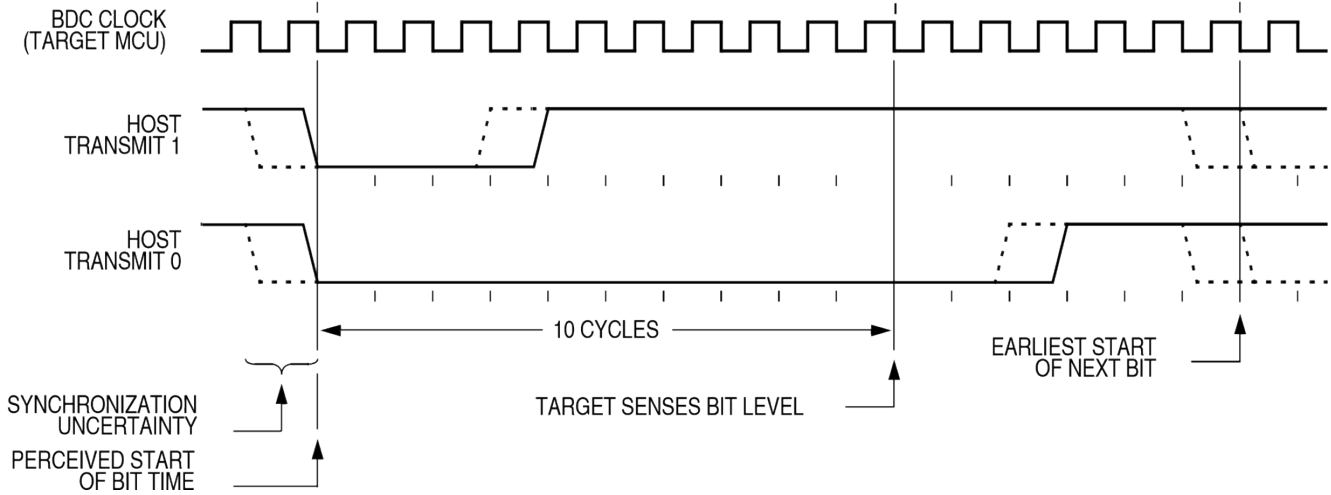 BDC CLOCK
(TARGET MCU)
HOST
TRANSMIT 1
HOST
TRANSMIT 0
10 CYCLES
EARLIEST START
OF NEXT BIT
SYNCHRONIZATION
UNCERTAINTY
TARGET SENSES BIT LEVEL
PERCEIVED START
OF BIT TIME